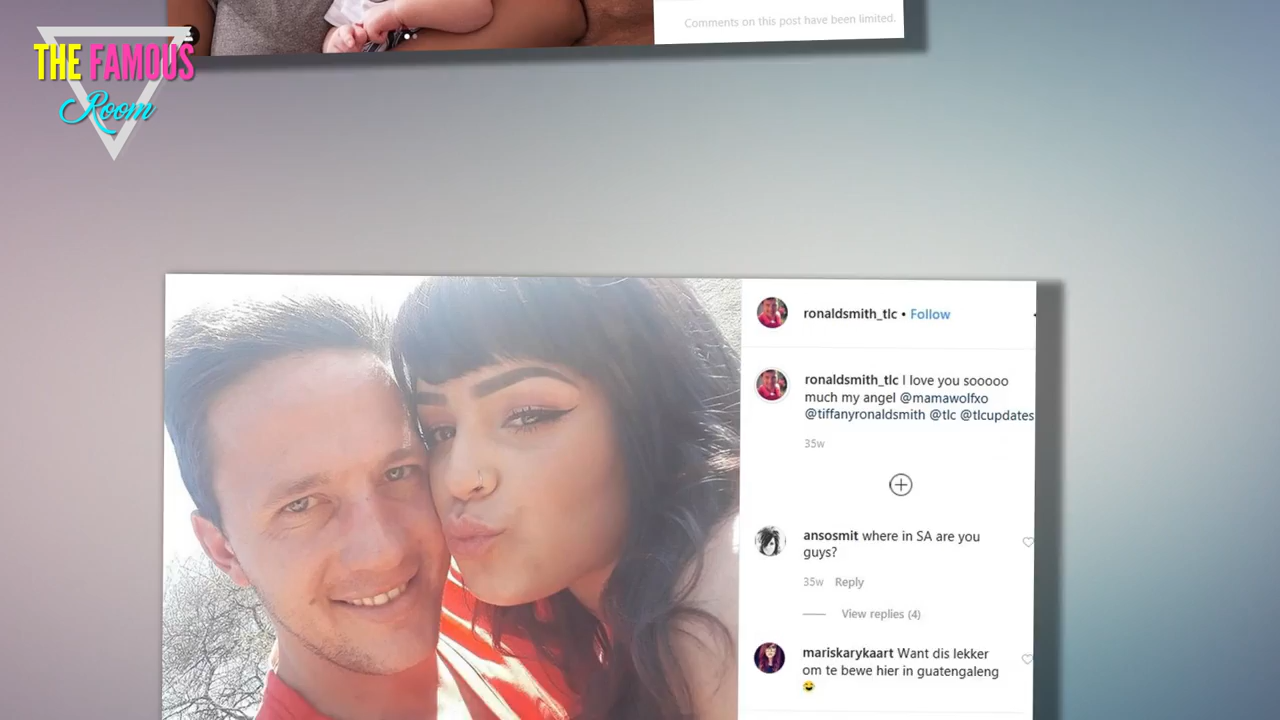 Comments on this post have been limited.
THE FAMOUS
Room
ronaldsmith_tlc • Follow
ronaldsmith_tlc I love you sooooo
much my angel @mamawolfxo
@tiffanyronaldsmith @tlc @tlcupdates
35w
ansosmit where in SA are you
guys?
35w Reply
View replies (4)
mariskarykaart Want dis lekker
om te bewe hier in guatengaleng
😂